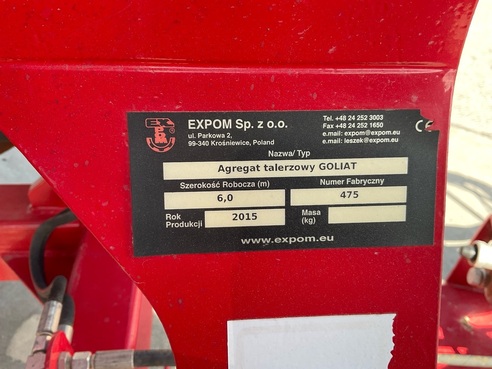 EXPOM
EXPOM Sp. z o.o.
ul. Parkowa 2,
99-340 Krośniewice, Poland
Tel. +48 24 252 3003
Fax +48 24 252 1650
e.mail: expom@expom.eu
e.mail: leszek@expom.eu
CE
Nazwa/ Typ
Agregat talerzowy GOLIAT
Szerokość Robocza (m) Numer Fabryczny
6,0 475
Rok Produkcji 2015 Masa (kg)
www.expom.eu